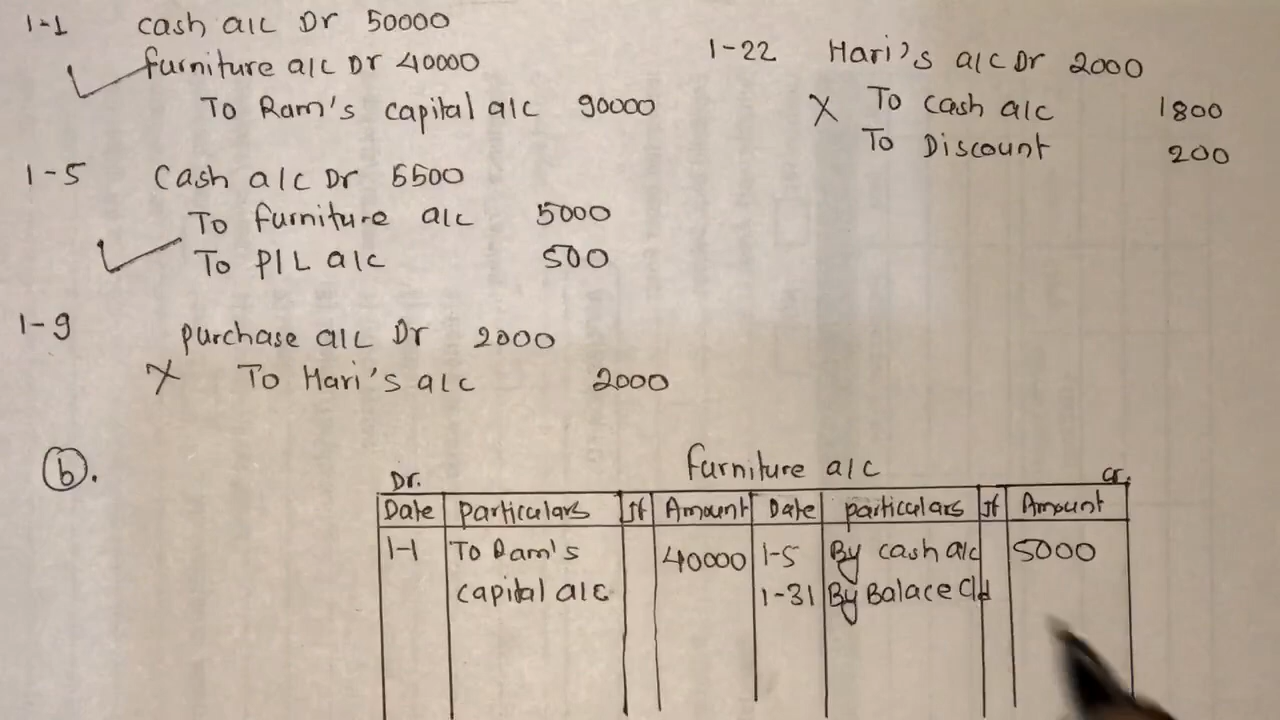 1-1 cash a/c Dr 50000
furniture a/c Dr 40000
To Ram's capital a/c 90000
1-5 Cash a/c Dr 5500
To furniture a/c 5000
To P/L a/c 500
1-9 purchase a/c Dr 2000
To Hari's a/c 2000
1-22 Hari's a/c Dr 2000
To cash a/c 1800
To Discount 200
b.
furniture a/c
Dr. cr.
Date particulars Jf Amount Date particulars Jf Amount
1-1 To Ram's 40000 1-5 By cash a/c 5000
capital a/c 1-31 By Balace C/d